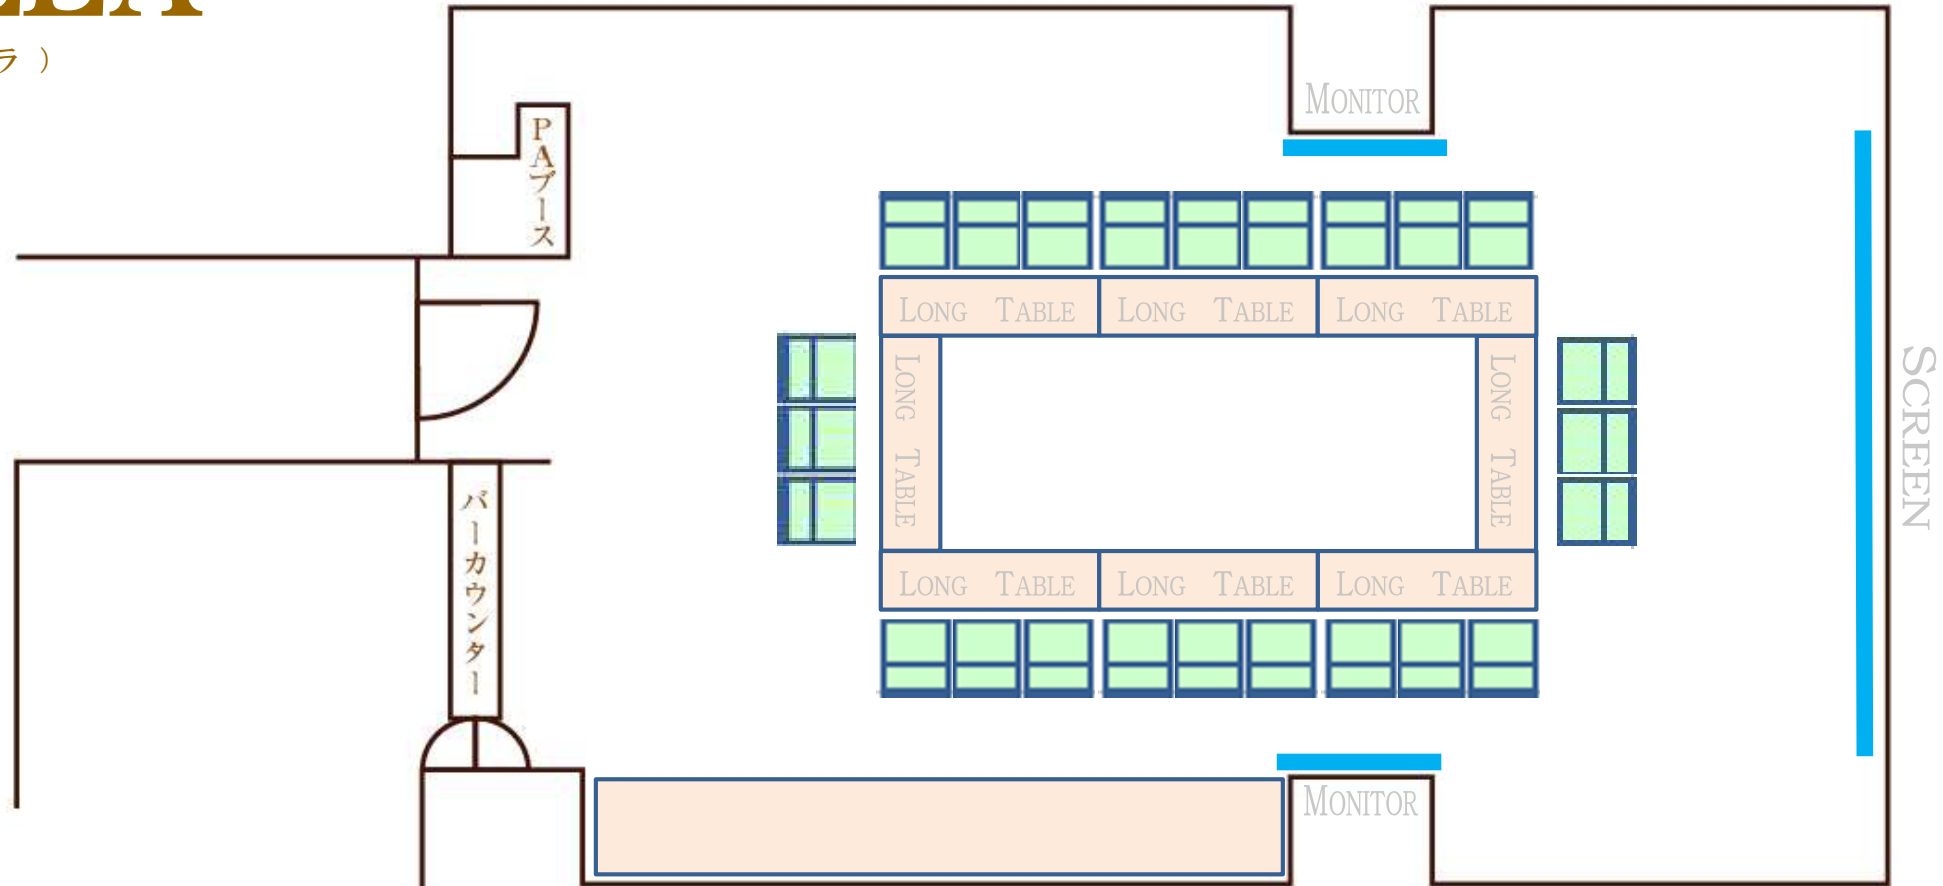 ラ ）
MONITOR
PAブース
LONG TABLE LONG TABLE LONG TABLE
LONG TABLE
LONG TABLE
SCREEN
LONG TABLE LONG TABLE LONG TABLE
バーカウンター
MONITOR